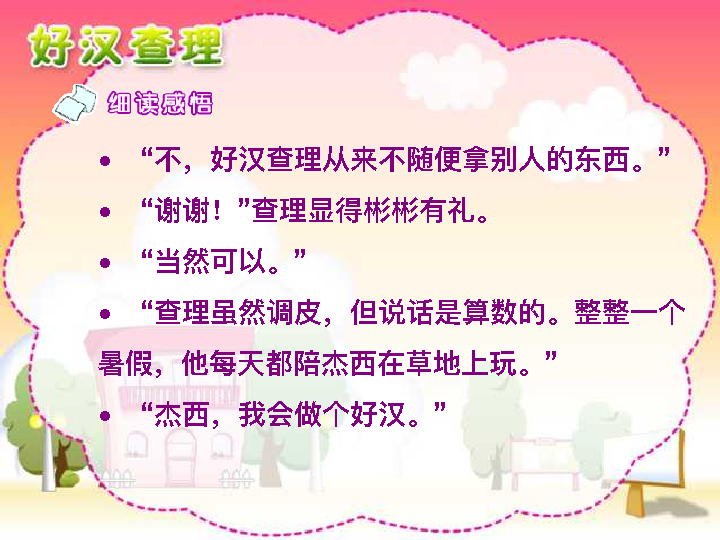 好汉查理
细读感悟
• “不，好汉查理从来不随便拿别人的东西。”
• “谢谢！”查理显得彬彬有礼。
• “当然可以。”
• “查理虽然调皮，但说话是算数的。整整一个
暑假，他每天都陪杰西在草地上玩。”
• “杰西，我会做个好汉。”